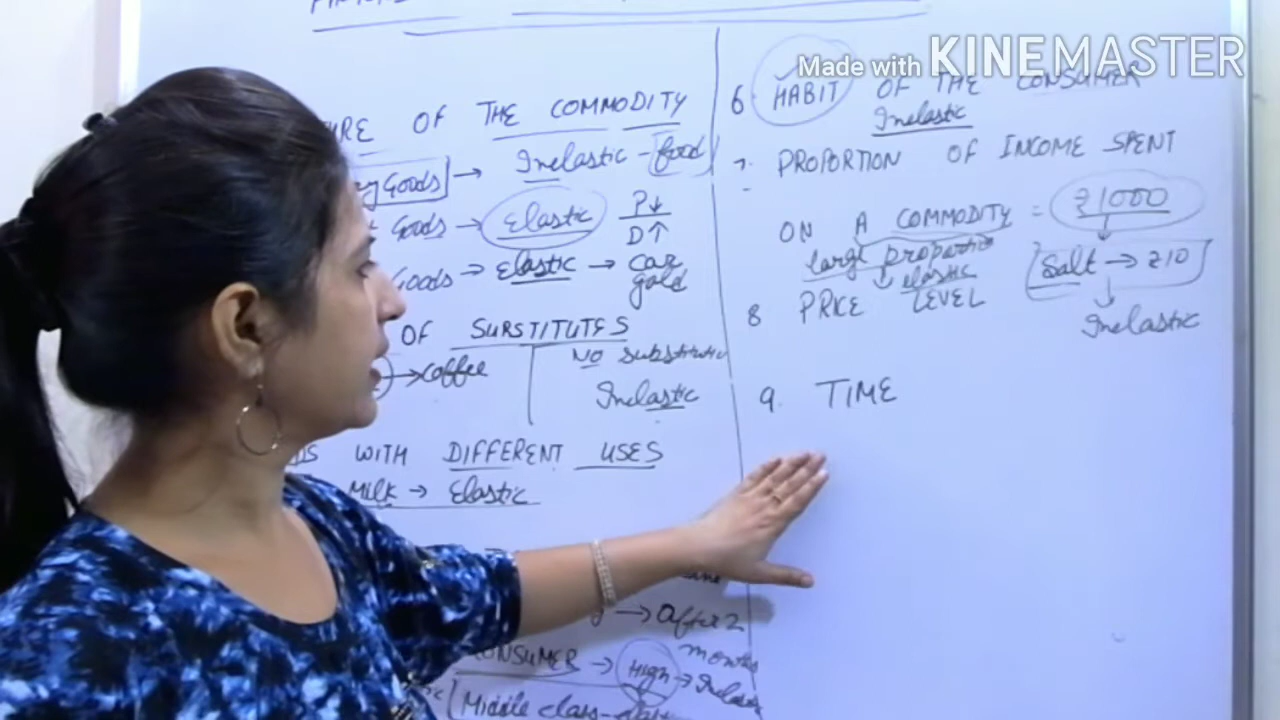 URE OF THE COMMODITY
Goods → Inelastic - food
Goods → Elastic P↓
D↑
Goods → Elastic → car
gold
OF SUBSTITUTES
→ coffee
No substitute
Inelastic
WITH DIFFERENT USES
Milk → Elastic
→ After 2
months
CONSUMER → High → Inelas
Middle class -
Made with KINEMASTER
6 HABIT OF THE CONSUMER
Inelastic
7. PROPORTION OF INCOME SPENT
ON A COMMODITY = ₹1000
large proportion
↓ elastic
Salt → ₹10
↓
Inelastic
8 PRICE LEVEL
9. TIME